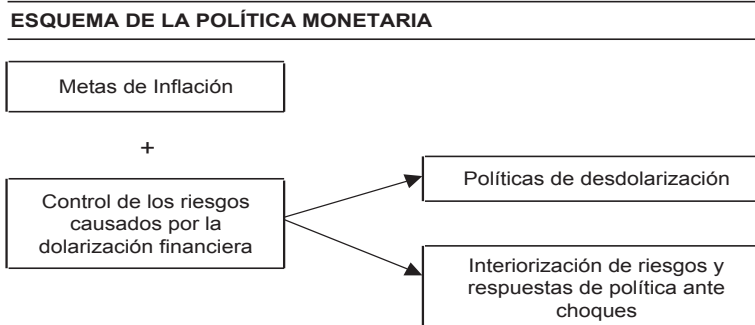 ESQUEMA DE LA POLÍTICA MONETARIA
Metas de Inflación
+
Control de los riesgos
causados por la
dolarización financiera
Políticas de desdolarización
Interiorización de riesgos y
respuestas de política ante
choques